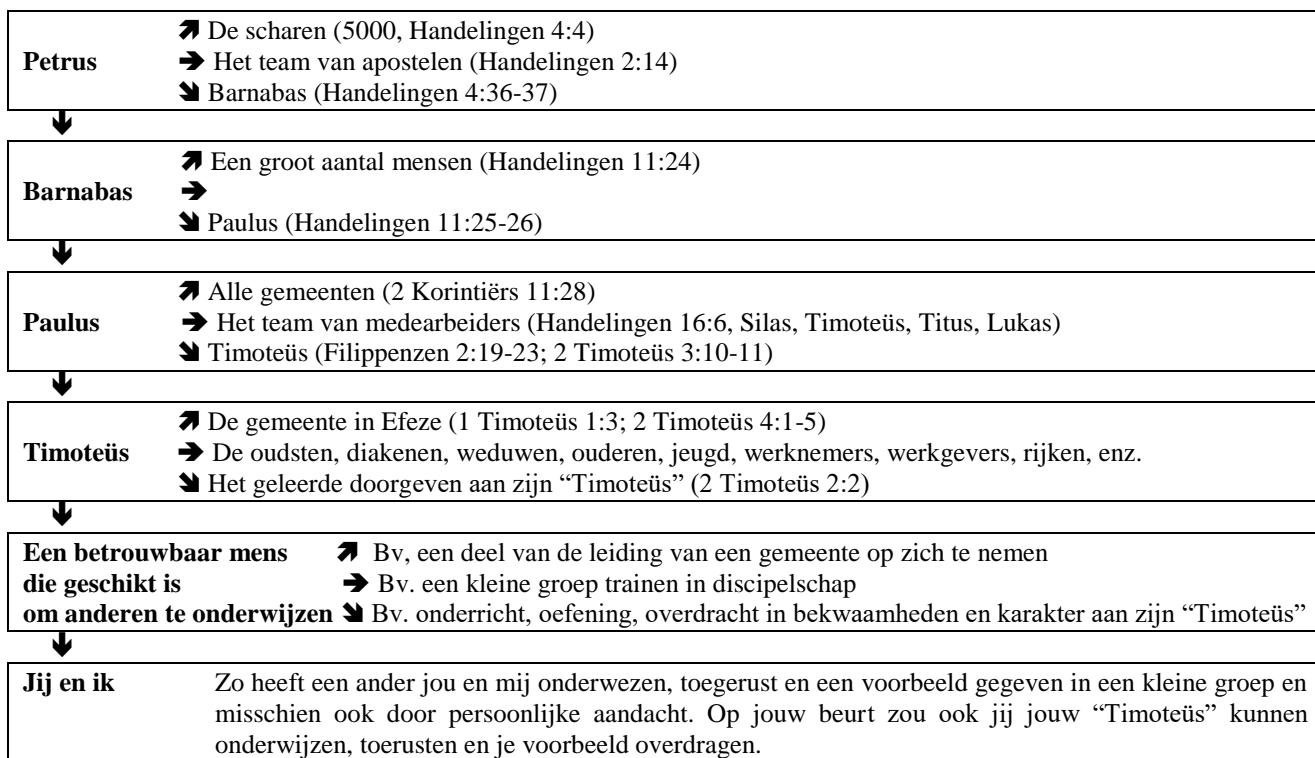 🡽 De scharen (5000, Handelingen 4:4)
Petrus 🡺 Het team van apostelen (Handelingen 2:14)
🡾 Barnabas (Handelingen 4:36-37)
🡻
🡽 Een groot aantal mensen (Handelingen 11:24)
Barnabas 🡺
🡾 Paulus (Handelingen 11:25-26)
🡻
🡽 Alle gemeenten (2 Korintiërs 11:28)
Paulus 🡺 Het team van medearbeiders (Handelingen 16:6, Silas, Timoteüs, Titus, Lukas)
🡾 Timoteüs (Filippenzen 2:19-23; 2 Timoteüs 3:10-11)
🡻
🡽 De gemeente in Efeze (1 Timoteüs 1:3; 2 Timoteüs 4:1-5)
Timoteüs 🡺 De oudsten, diakenen, weduwen, ouderen, jeugd, werknemers, werkgevers, rijken, enz.
🡾 Het geleerde doorgeven aan zijn “Timoteüs” (2 Timoteüs 2:2)
🡻
Een betrouwbaar mens 🡽 Bv, een deel van de leiding van een gemeente op zich te nemen
die geschikt is 🡺 Bv. een kleine groep trainen in discipelschap
om anderen te onderwijzen 🡾 Bv. onderricht, oefening, overdracht in bekwaamheden en karakter aan zijn “Timoteüs”
🡻
Jij en ik Zo heeft een ander jou en mij onderwezen, toegerust en een voorbeeld gegeven in een kleine groep en
misschien ook door persoonlijke aandacht. Op jouw beurt zou ook jij jouw “Timoteüs” kunnen
onderwijzen, toerusten en je voorbeeld overdragen.